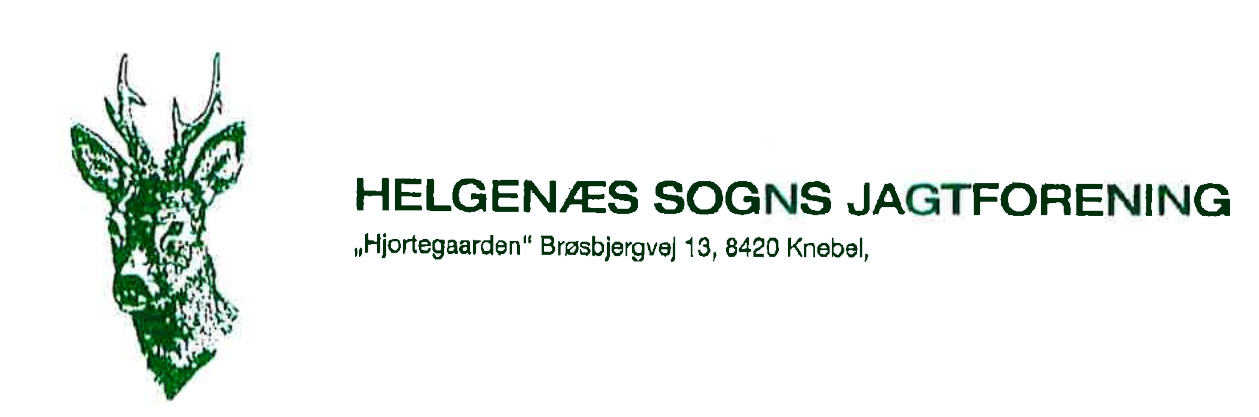 HELGENÆS SOGNS JAGTFORENING
„Hjortegaarden“ Brøsbjergvej 13, 8420 Knebel,